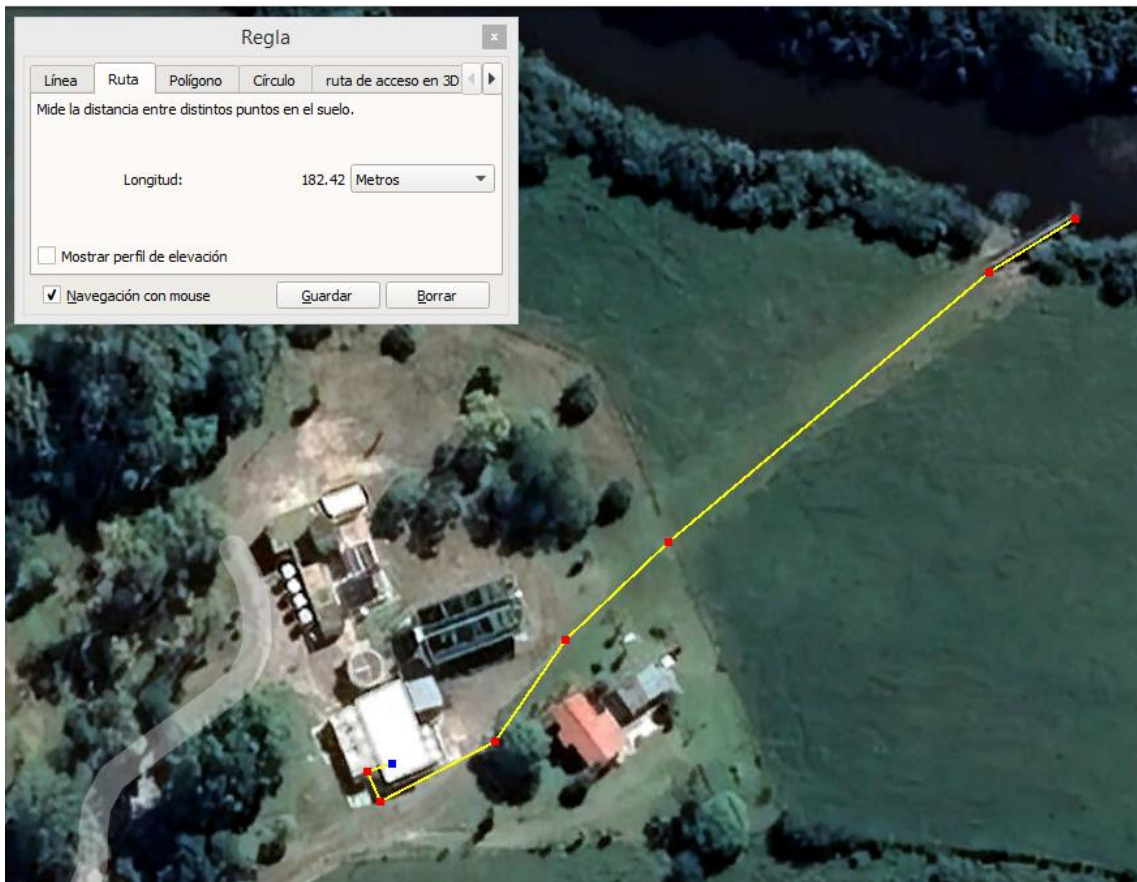 Regla
x
Línea Ruta Polígono Círculo ruta de acceso en 3D
Mide la distancia entre distintos puntos en el suelo.
Longitud: 182.42 Metros
Mostrar perfil de elevación
Navegación con mouse Guardar Borrar